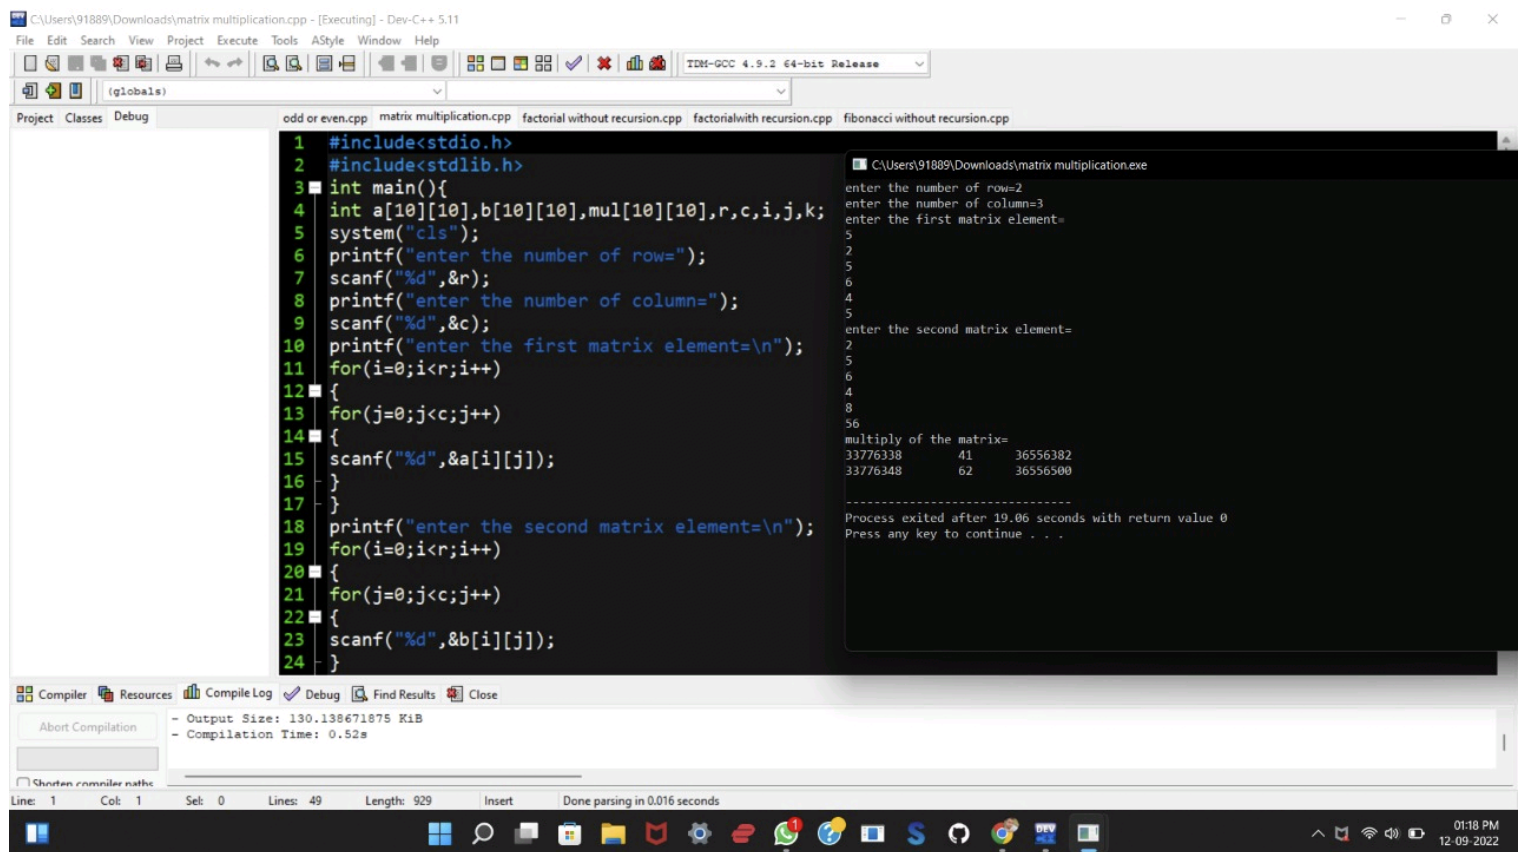 C:\Users\91889\Downloads\matrix multiplication.cpp - [Executing] - Dev-C++ 5.11
File Edit Search View Project Execute Tools AStyle Window Help
TDM-GCC 4.9.2 64-bit Release
(globals)
Project Classes Debug
odd or even.cpp matrix multiplication.cpp factorial without recursion.cpp factorialwith recursion.cpp fibonacci without recursion.cpp
1 #include<stdio.h>
2 #include<stdlib.h>
3 int main(){
4 int a[10][10],b[10][10],mul[10][10],r,c,i,j,k;
5 system("cls");
6 printf("enter the number of row=");
7 scanf("%d",&r);
8 printf("enter the number of column=");
9 scanf("%d",&c);
10 printf("enter the first matrix element=\n");
11 for(i=0;i<r;i++)
12 {
13 for(j=0;j<c;j++)
14 {
15 scanf("%d",&a[i][j]);
16 }
17 }
18 printf("enter the second matrix element=\n");
19 for(i=0;i<r;i++)
20 {
21 for(j=0;j<c;j++)
22 {
23 scanf("%d",&b[i][j]);
24 }
C:\Users\91889\Downloads\matrix multiplication.exe
enter the number of row=2
enter the number of column=3
enter the first matrix element=
5
2
5
6
4
5
enter the second matrix element=
2
5
6
4
8
56
multiply of the matrix=
33776338 41 36556382
33776348 62 36556500
--------------------------------
Process exited after 19.06 seconds with return value 0
Press any key to continue . . .
Compiler Resources Compile Log Debug Find Results Close
Abort Compilation
- Output Size: 130.138671875 KiB
- Compilation Time: 0.52s
Shorten compiler paths
Line: 1 Col: 1 Sel: 0 Lines: 49 Length: 929 Insert Done parsing in 0.016 seconds
1
DEV
01:18 PM
12-09-2022